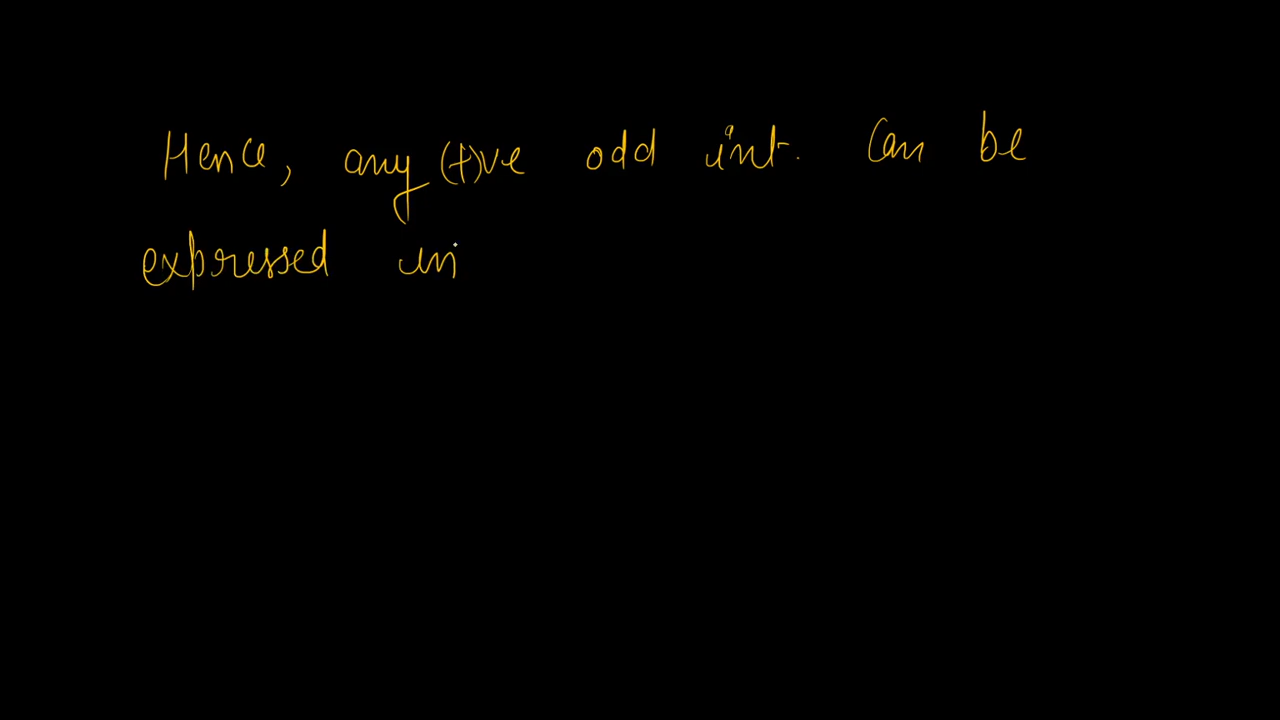 Hence, any (+)ve odd int. can be
expressed in